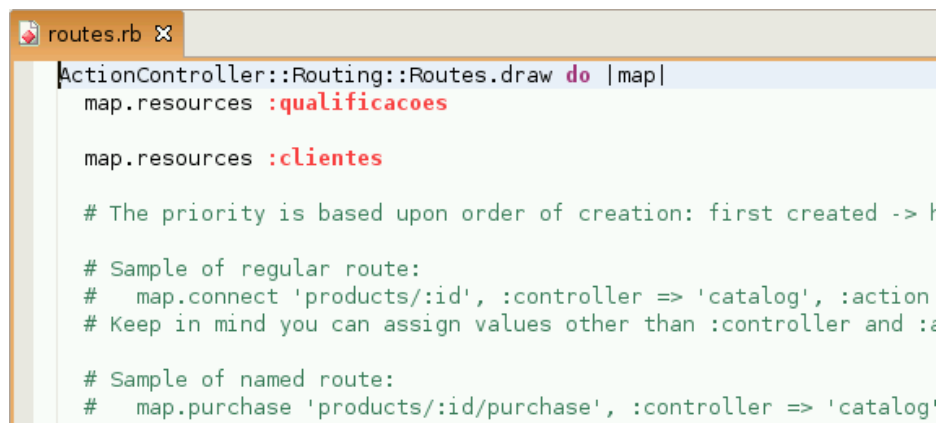 routes.rb
ActionController::Routing::Routes.draw do |map|
map.resources :qualificacoes
map.resources :clientes
# The priority is based upon order of creation: first created ->
# Sample of regular route:
#   map.connect 'products/:id', :controller => 'catalog', :action
# Keep in mind you can assign values other than :controller and
# Sample of named route:
#   map.purchase 'products/:id/purchase', :controller => 'catalog'